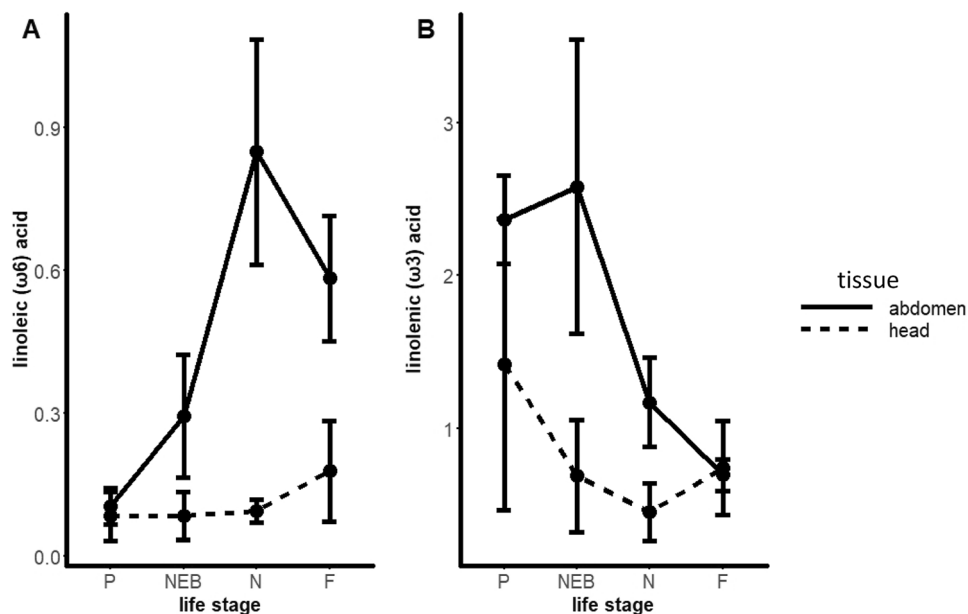 A
linoleic (ω6) acid
0.9
0.6
0.3
0.0
P NEB N F
life stage
B
linolenic (ω3) acid
3
2
1
P NEB N F
life stage
tissue
abdomen
head